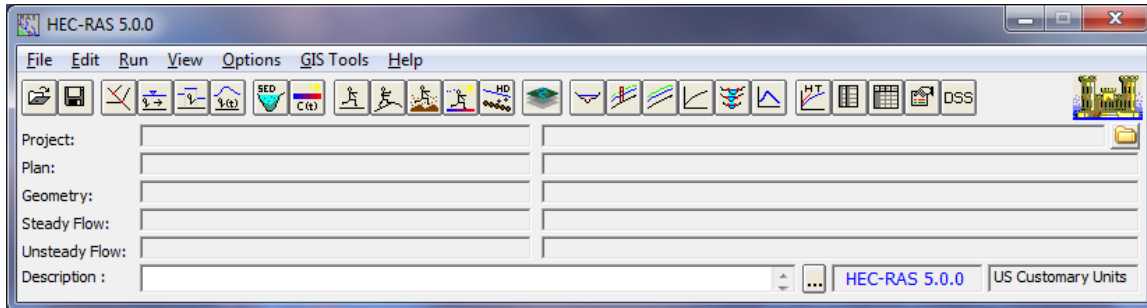 HEC-RAS 5.0.0
File Edit Run View Options GIS Tools Help
SED C(t) HD HT DSS
Project:
Plan:
Geometry:
Steady Flow:
Unsteady Flow:
Description : ... HEC-RAS 5.0.0 US Customary Units